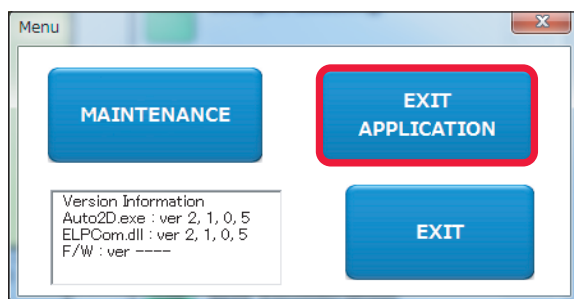 Menu
MAINTENANCE
EXIT
APPLICATION
Version Information
Auto2D.exe : ver 2, 1, 0, 5
ELPCom.dll : ver 2, 1, 0, 5
F/W : ver ----
EXIT